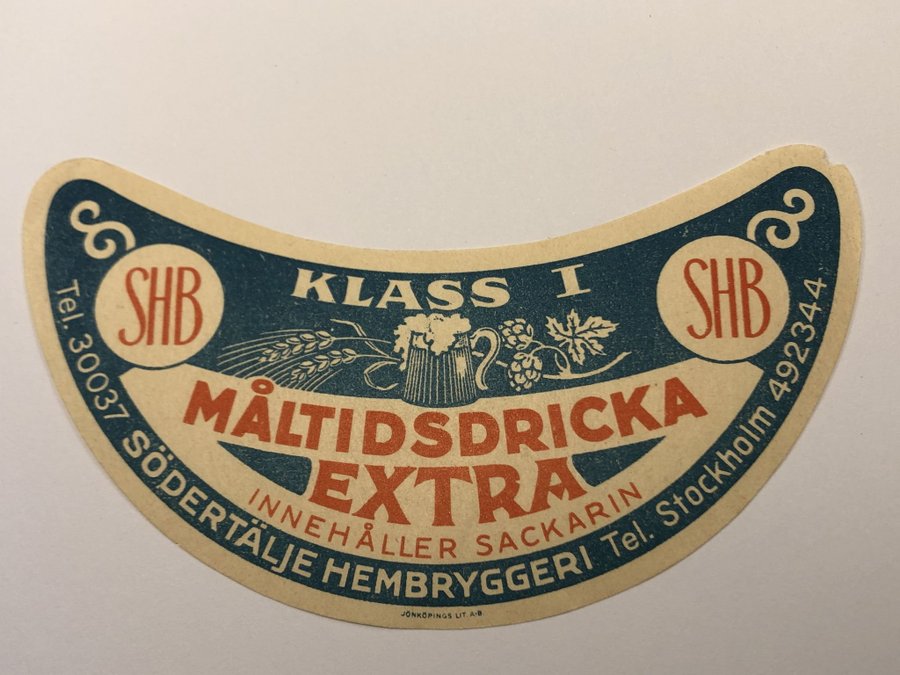 KLASS I
SHB
SHB
MÅLTIDSDRICKA
EXTRA
INNEHÅLLER SACKARIN
Tel. 30037 SÖDERTÄLJE HEMBRYGGERI Tel. Stockholm 492344
JÖNKÖPINGS LIT. A.-B.